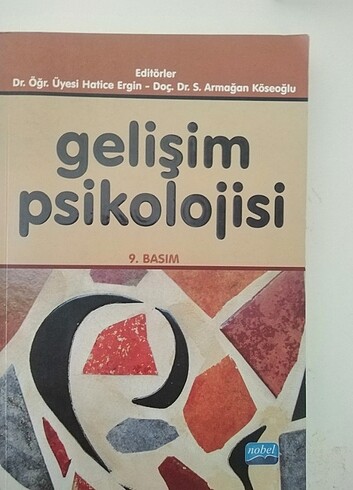 Editörler
Dr. Öğr. Üyesi Hatice Ergin - Doç. Dr. S. Armağan Köseoğlu
gelişim
psikolojisi
9. BASIM
nobel